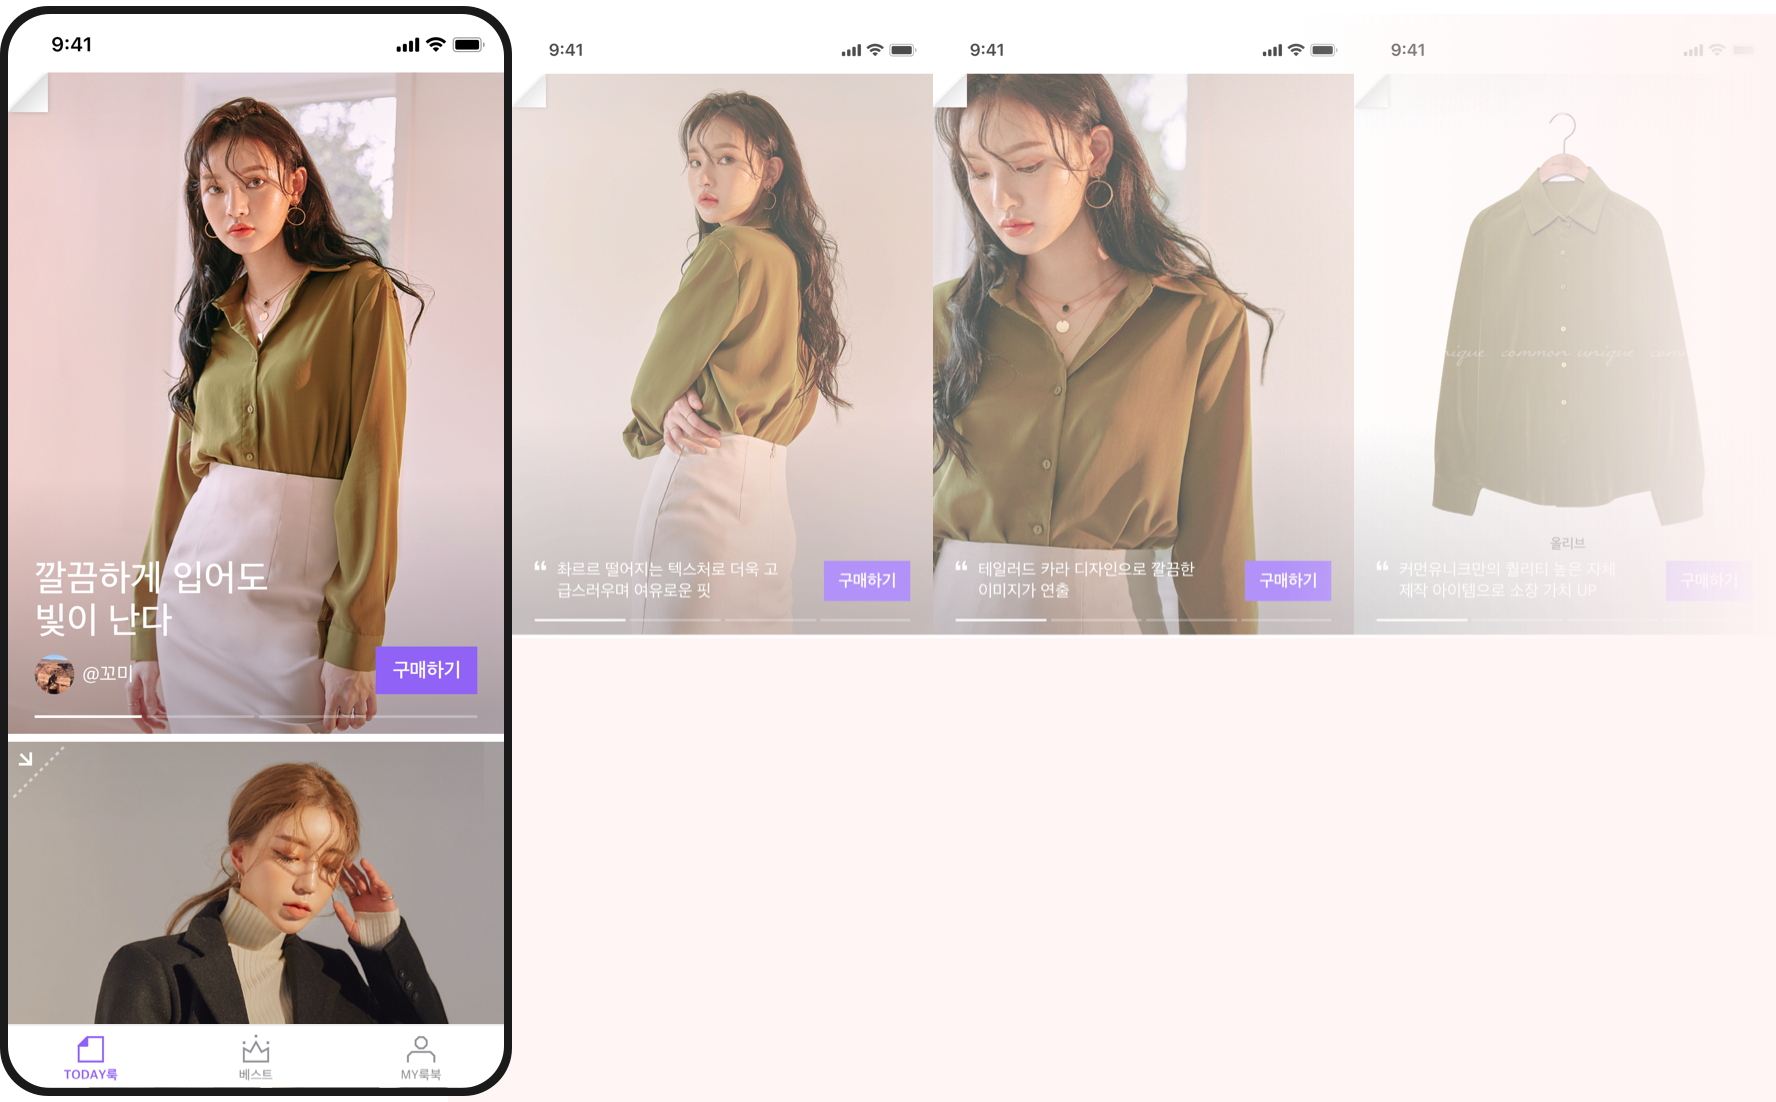 9:41
깔끔하게 입어도
빛이 난다
@꼬미
구매하기
TODAY룩
베스트
MY룩북
9:41
“ 촤르르 떨어지는 텍스처로 더욱 고
급스러우며 여유로운 핏
구매하기
9:41
“ 테일러드 카라 디자인으로 깔끔한
이미지가 연출
구매하기
9:41
nique common unique comm
올리브
“ 커먼유니크만의 퀄리티 높은 자체
제작 아이템으로 소장 가치 UP
구매하기